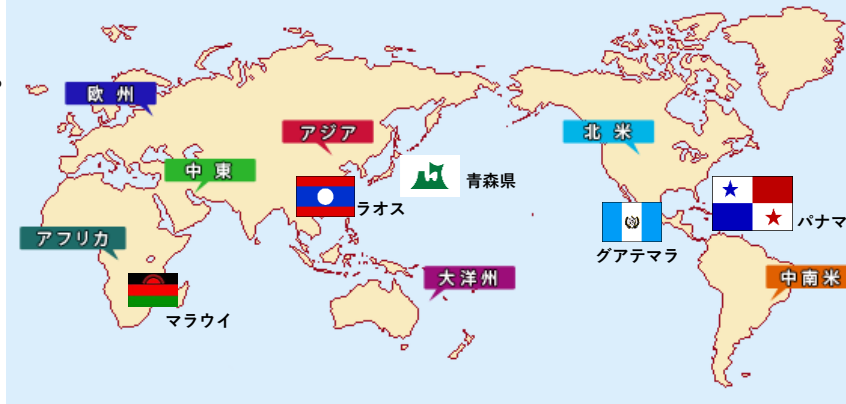 欧州
アジア
北米
中東
青森県
ラオス
パナマ
アフリカ
グアテマラ
大洋州
中南米
マラウイ